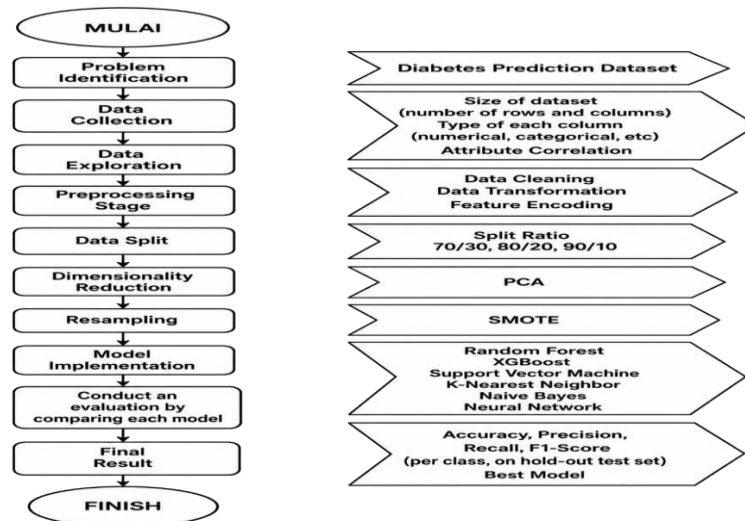 MULAI
Problem
Identification
Data
Collection
Data
Exploration
Preprocessing
Stage
Data Split
Dimensionality
Reduction
Resampling
Model
Implementation
Conduct an
evaluation by
comparing each model
Final
Result
FINISH
Diabetes Prediction Dataset
Size of dataset
(number of rows and columns)
Type of each column
(numerical, categorical, etc)
Attribute Correlation
Data Cleaning
Data Transformation
Feature Encoding
Split Ratio
70/30, 80/20, 90/10
PCA
SMOTE
Random Forest
XGBoost
Support Vector Machine
K-Nearest Neighbor
Naive Bayes
Neural Network
Accuracy, Precision,
Recall, F1-Score
(per class, on hold-out test set)
Best Model